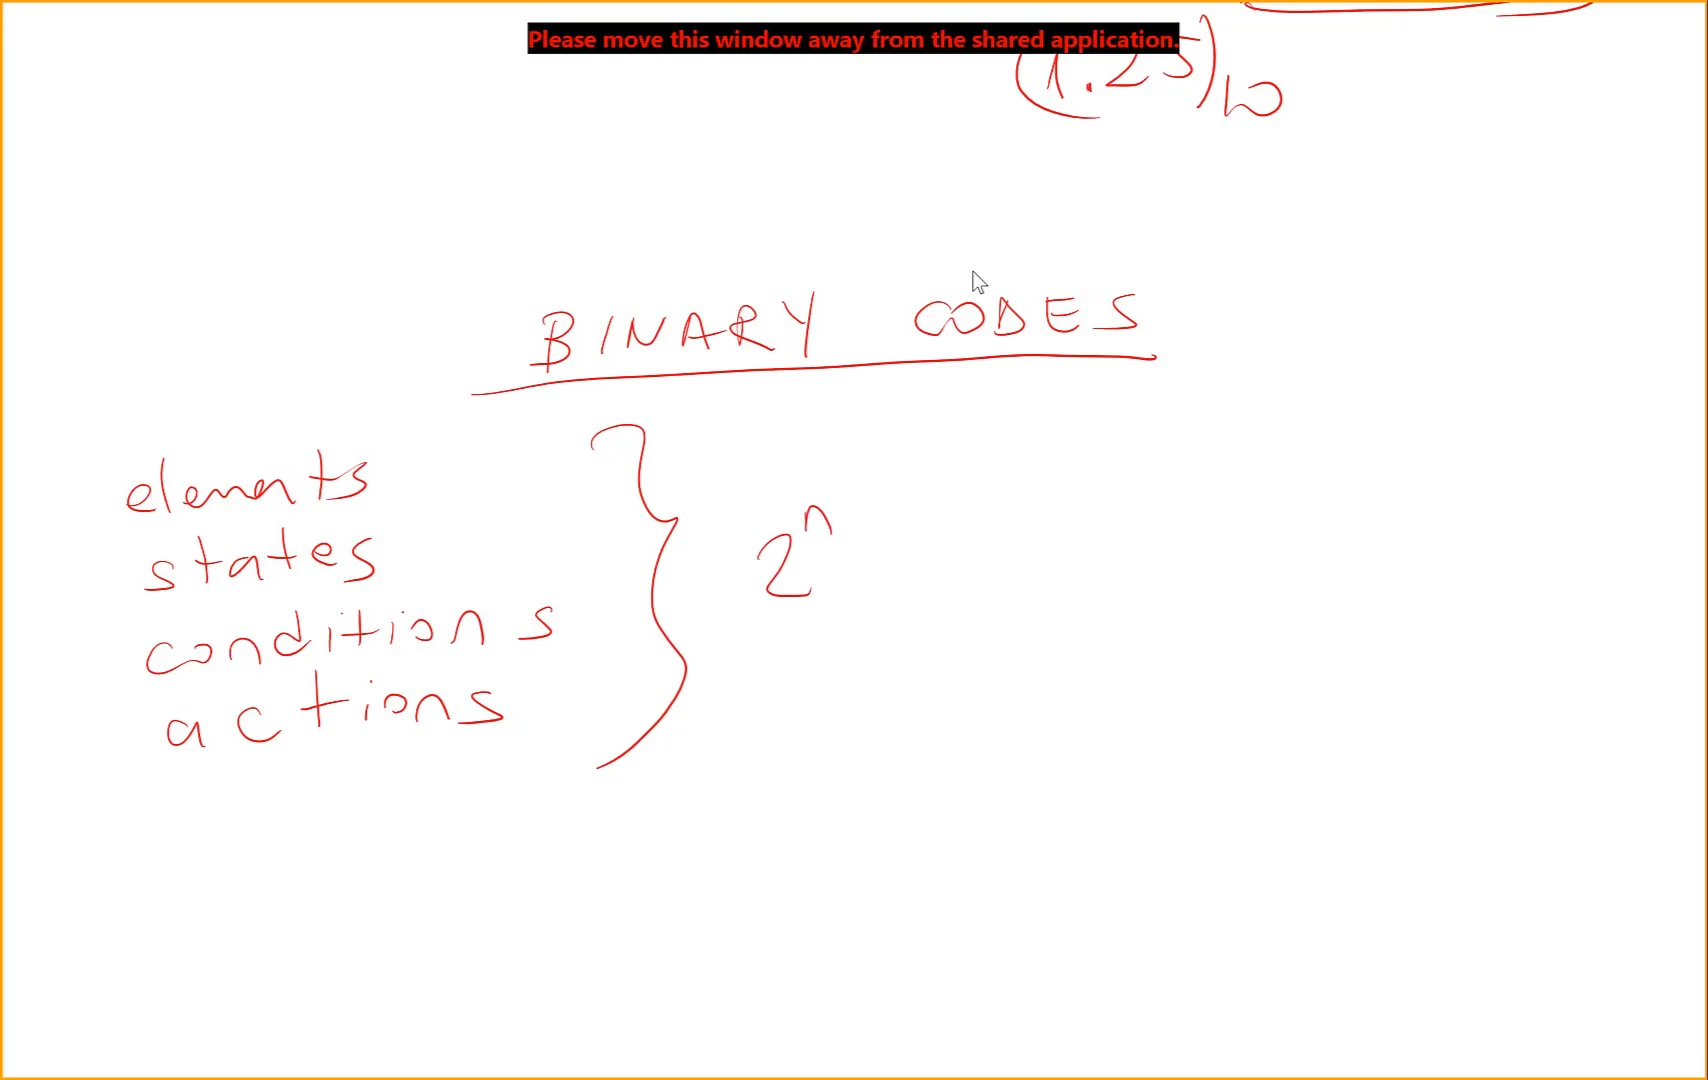 Please move this window away from the shared application.
(1.25)10
BINARY CODES
elements
states
conditions
actions
2^n